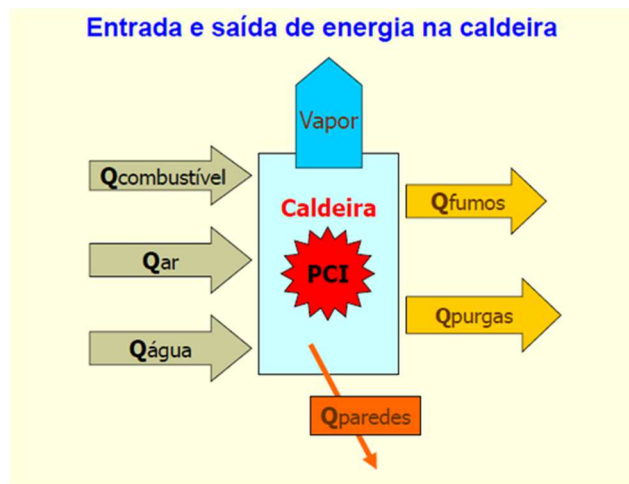 Entrada e saída de energia na caldeira
Vapor
Qcombustível
Caldeira
Qfumos
Qar
PCI
Qpurgas
Qágua
Qparedes